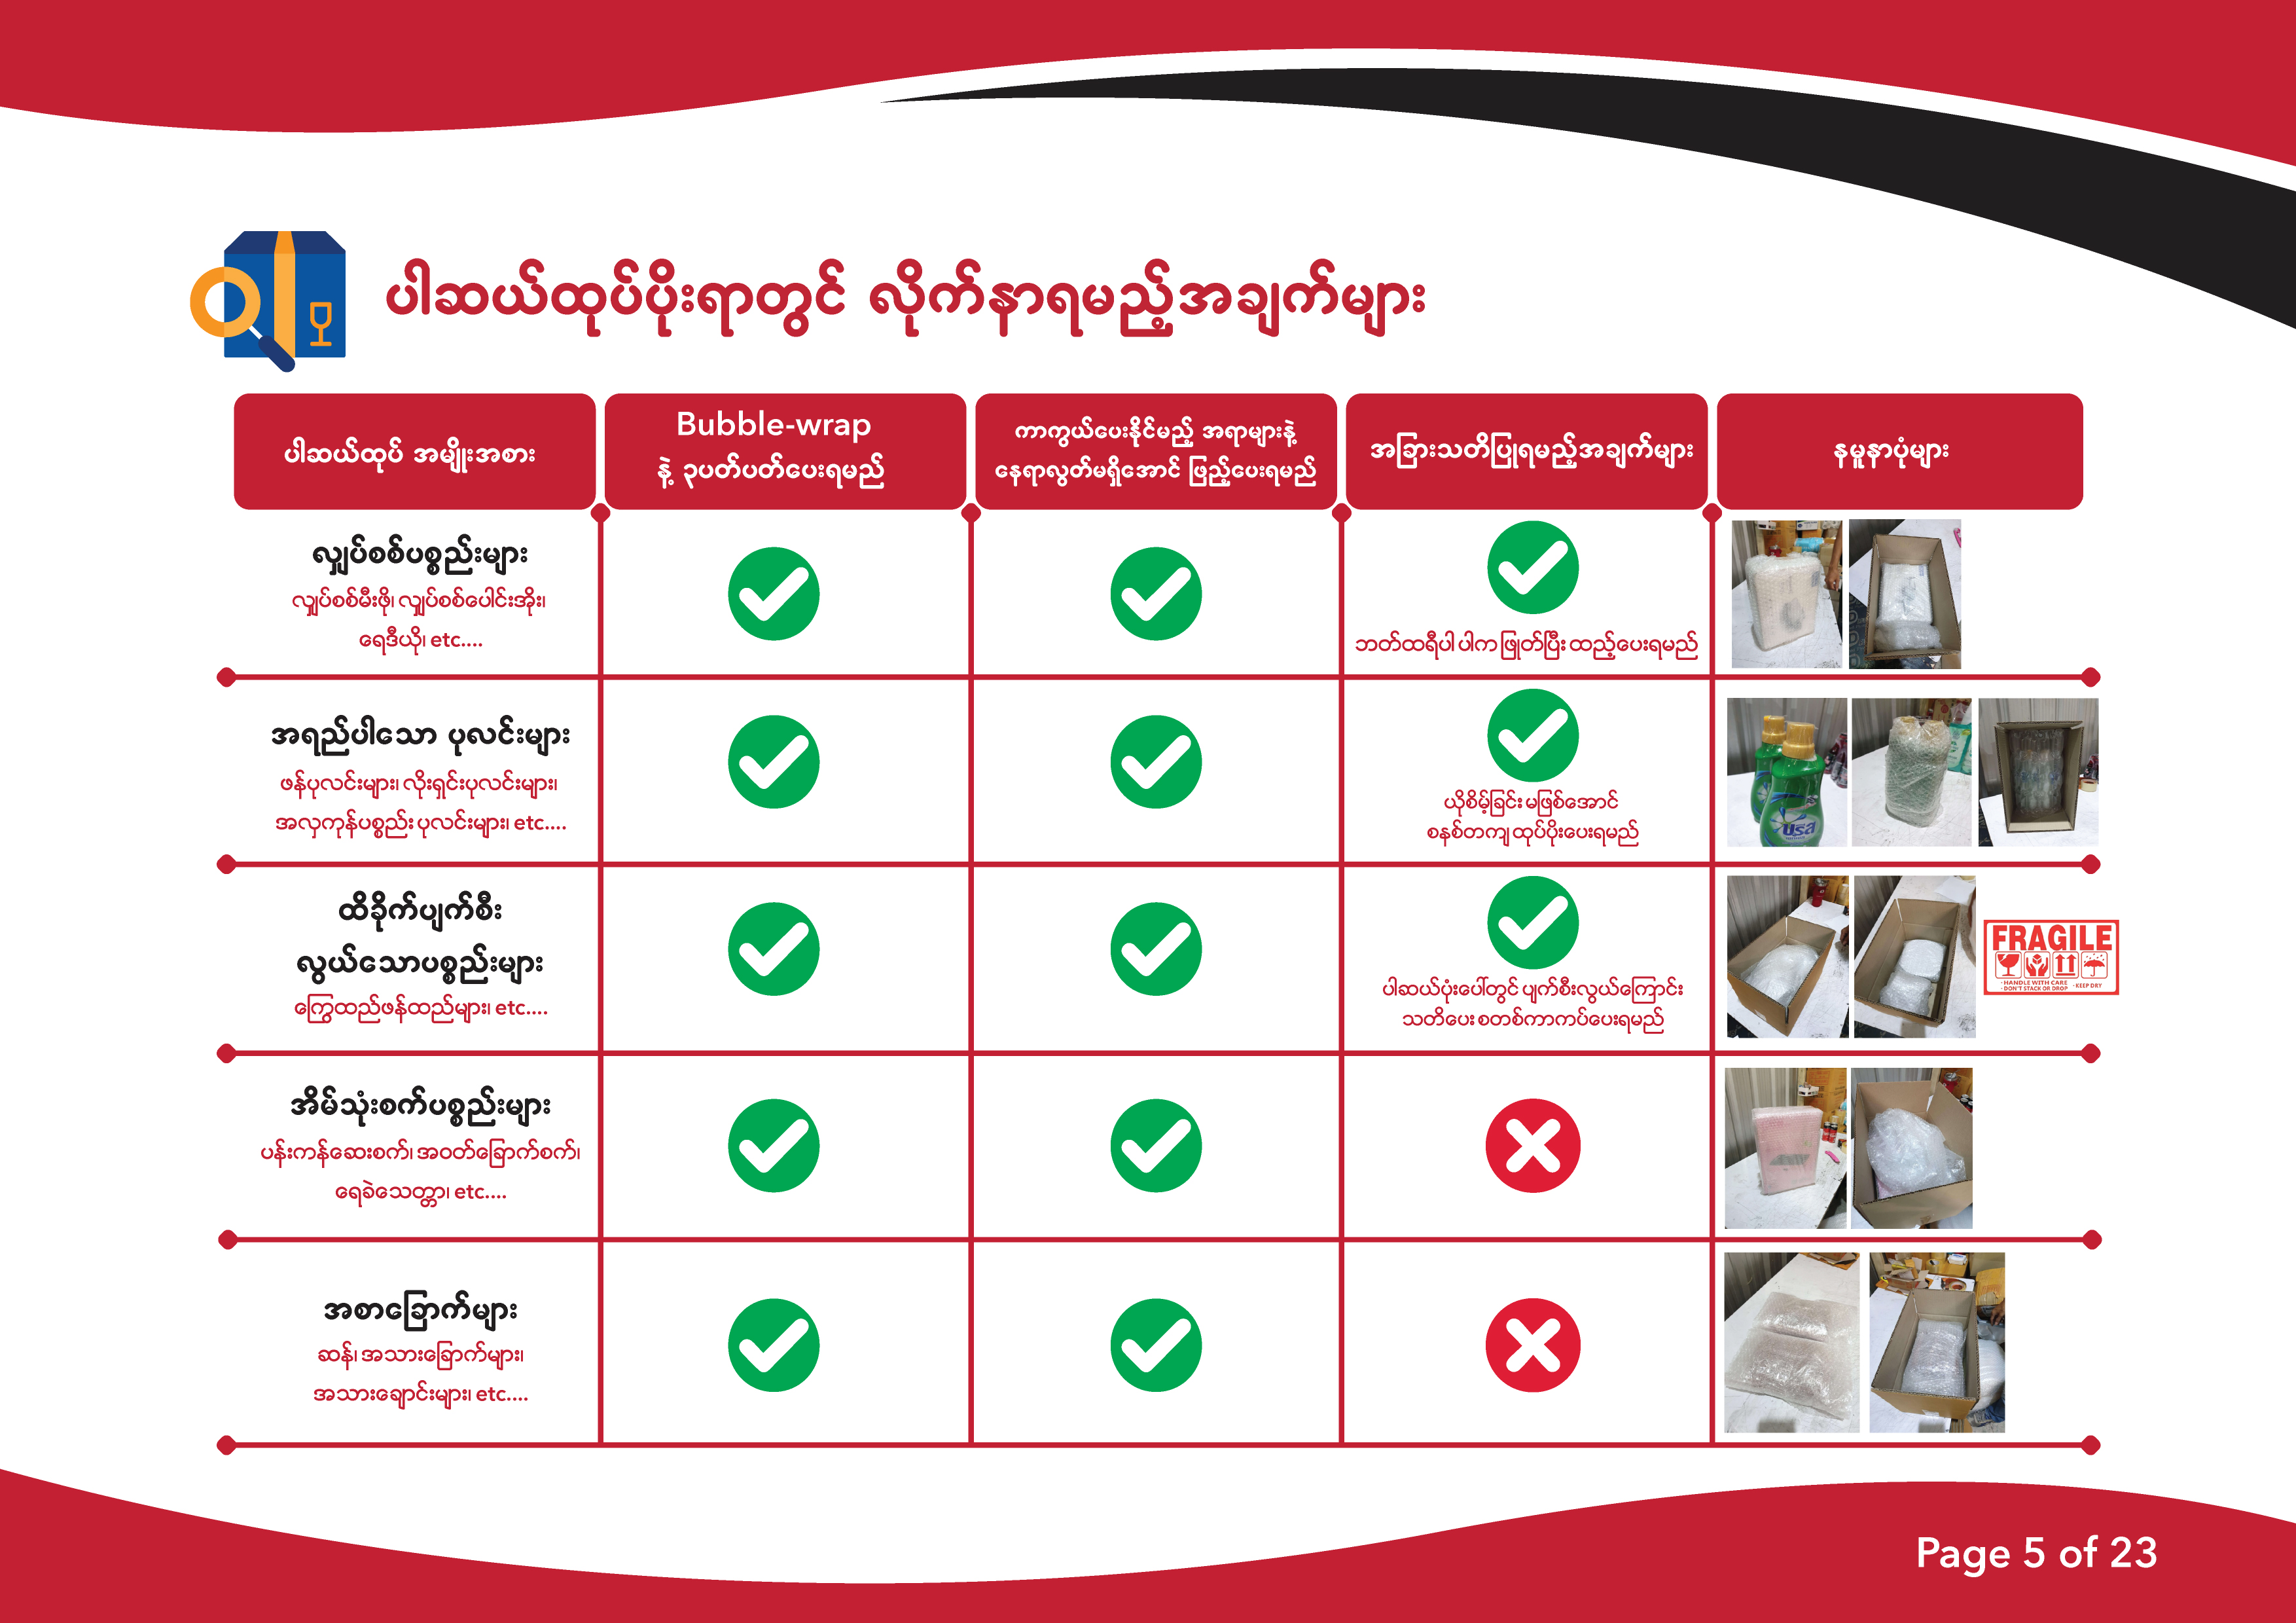 ပါဆယ်ထုပ်ပိုးရာတွင် လိုက်နာရမည့်အချက်များ
ပါဆယ်ထုပ် အမျိုးအစား
Bubble-wrap
နဲ့ ၃ပတ်ပတ်ပေးရမည်
ကာကွယ်ပေးနိုင်မည့် အရာများနဲ့
နေရာလွတ်မရှိအောင် ဖြည့်ပေးရမည်
အခြားသတိပြုရမည့်အချက်များ
နမူနာပုံများ
လျှပ်စစ်ပစ္စည်းများ
လျှပ်စစ်မီးဖို၊ လျှပ်စစ်ပေါင်းအိုး၊
ရေဒီယို၊ etc....
ဘတ်ထရီပါ ပါက ဖြုတ်ပြီး ထည့်ပေးရမည်
အရည်ပါသော ပုလင်းများ
ဖန်ပုလင်းများ၊ လိုးရှင်းပုလင်းများ၊
အလှကုန်ပစ္စည်း ပုလင်းများ၊ etc....
ယိုစိမ့်ခြင်း မဖြစ်အောင်
စနစ်တကျ ထုပ်ပိုးပေးရမည်
ထိခိုက်ပျက်စီး
လွယ်သောပစ္စည်းများ
ကြွေထည်ဖန်ထည်များ၊ etc....
ပါဆယ်ပုံးပေါ်တွင် ပျက်စီးလွယ်ကြောင်း
သတိပေး စတစ်ကာကပ်ပေးရမည်
FRAGILE
· HANDLE WITH CARE
· DON'T STACK OR DROP · KEEP DRY
အိမ်သုံးစက်ပစ္စည်းများ
ပန်းကန်ဆေးစက်၊ အဝတ်ခြောက်စက်၊
ရေခဲသေတ္တာ၊ etc....
အစာခြောက်များ
ဆန်၊ အသားခြောက်များ၊
အသားချောင်းများ၊ etc....
Page 5 of 23